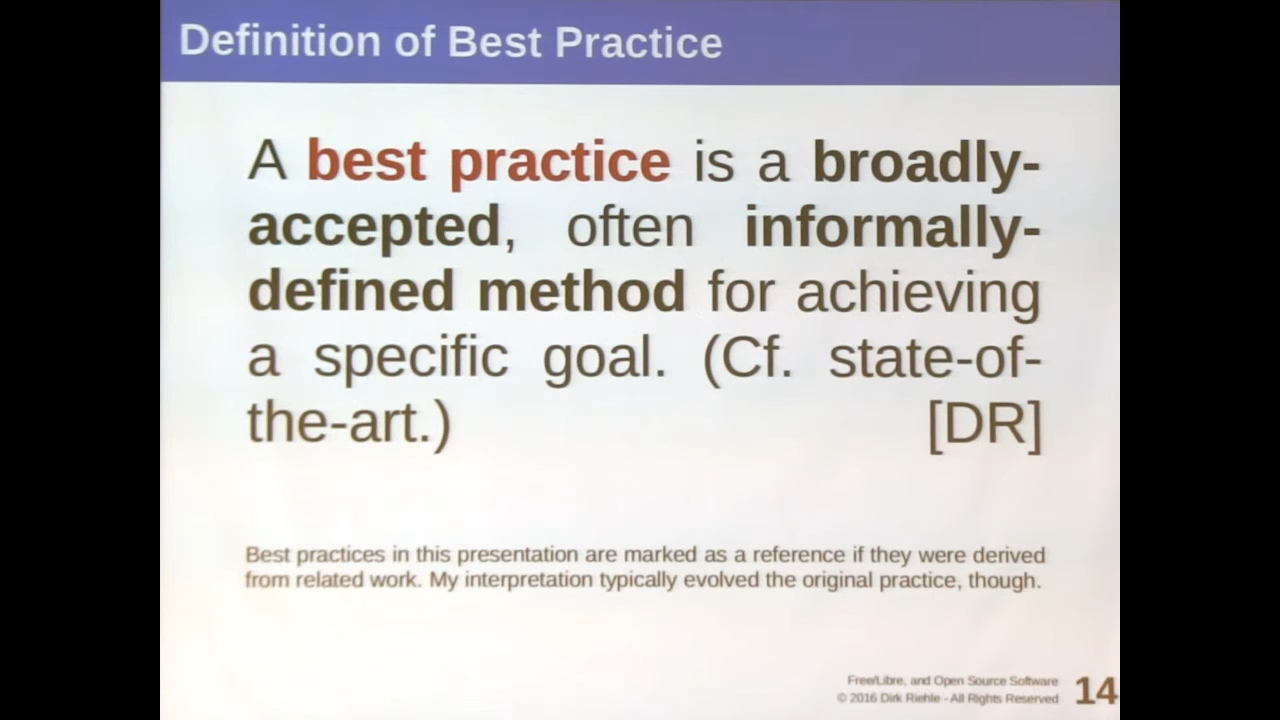 Definition of Best Practice
A best practice is a broadly-
accepted, often informally-
defined method for achieving
a specific goal. (Cf. state-of-
the-art.) [DR]
Best practices in this presentation are marked as a reference if they were derived
from related work. My interpretation typically evolved the original practice, though.
Free/Libre, and Open Source Software
© 2016 Dirk Riehle - All Rights Reserved
14